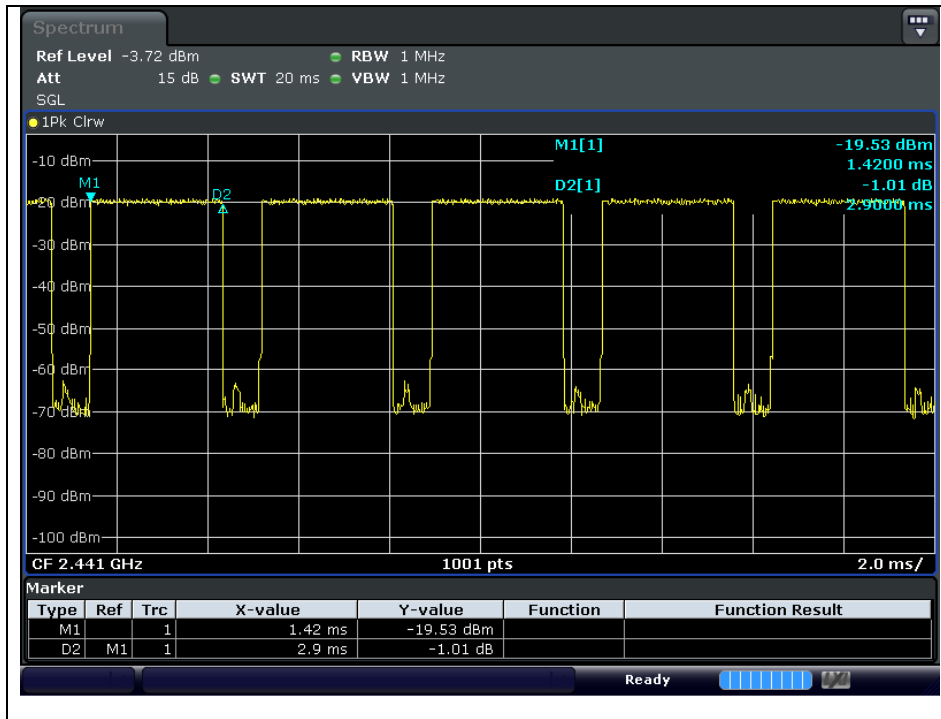 Spectrum
Ref Level -3.72 dBm RBW 1 MHz
Att 15 dB SWT 20 ms VBW 1 MHz
SGL
1Pk Clrw
M1[1] -19.53 dBm
1.4200 ms
D2[1] -1.01 dB
2.9000 ms
-10 dBm
M1
D2
-20 dBm
-30 dBm
-40 dBm
-50 dBm
-60 dBm
-70 dBm
-80 dBm
-90 dBm
-100 dBm
CF 2.441 GHz 1001 pts 2.0 ms/
Marker
Type Ref Trc X-value Y-value Function Function Result
M1 1 1.42 ms -19.53 dBm
D2 M1 1 2.9 ms -1.01 dB
Ready